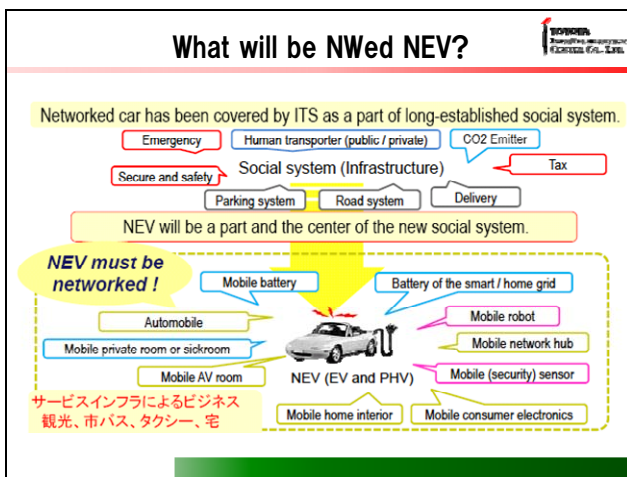 What will be NWed NEV?
TOYOTA
Networked car has been covered by ITS as a part of long-established social system.
Emergency
Human transporter (public / private)
CO2 Emitter
Social system (Infrastructure)
Tax
Secure and safety
Parking system
Road system
Delivery
NEV will be a part and the center of the new social system.
NEV must be
networked !
Mobile battery
Battery of the smart / home grid
Automobile
Mobile robot
Mobile private room or sickroom
Mobile network hub
Mobile AV room
NEV (EV and PHV)
Mobile (security) sensor
サービスインフラによるビジネス
観光、市バス、タクシー、宅
Mobile home interior
Mobile consumer electronics